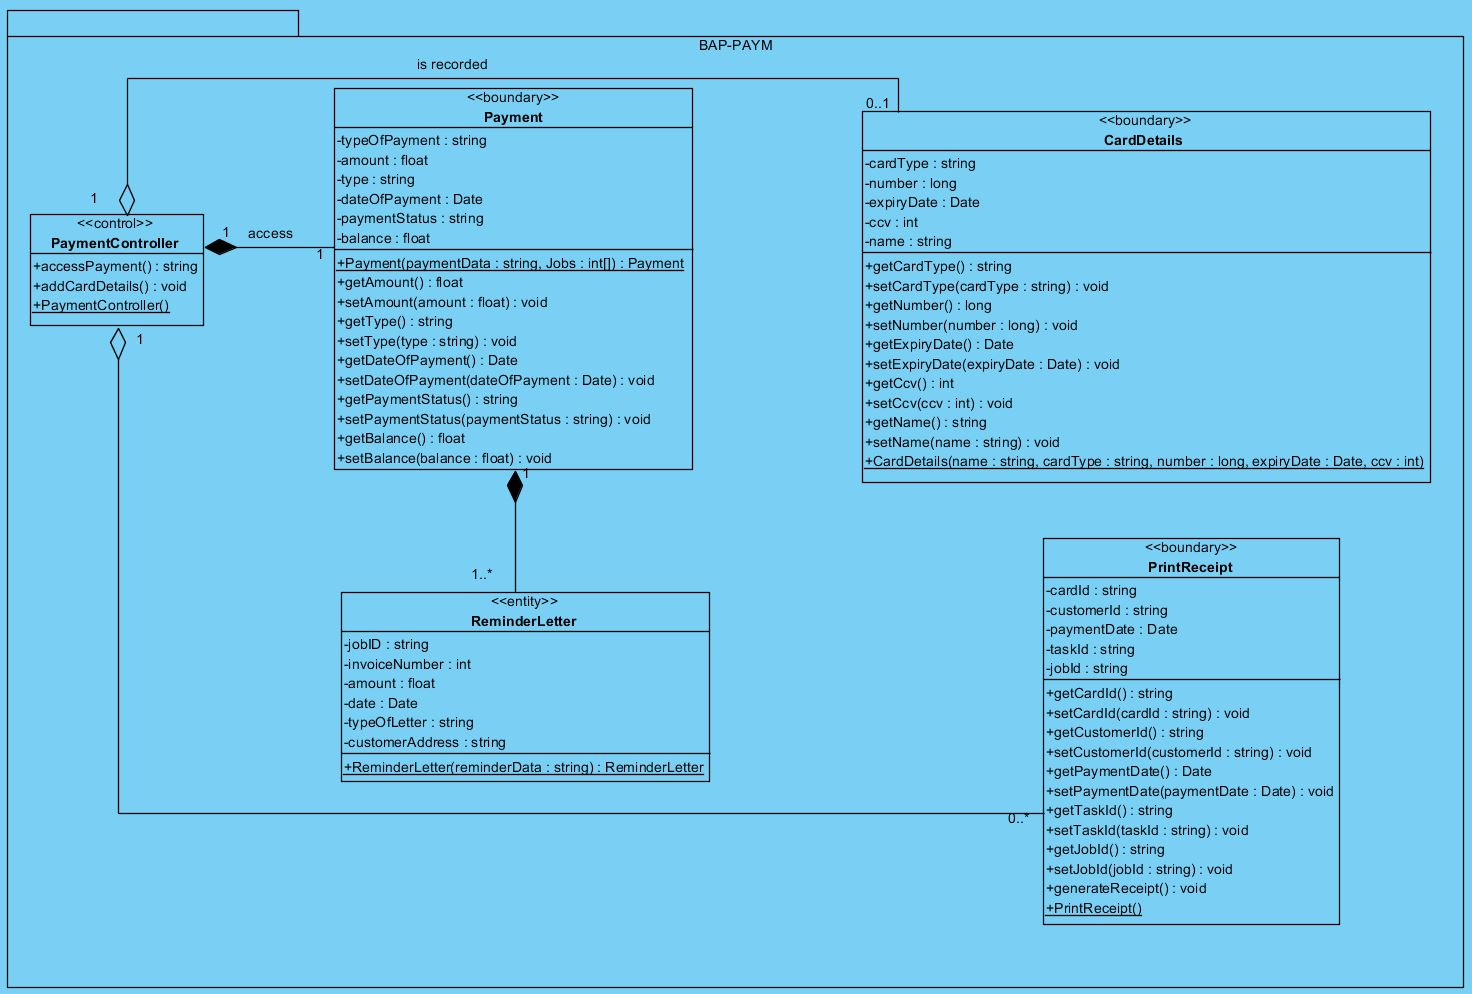 BAP-PAYM
is recorded
0..1
1
<<control>>
PaymentController
+accessPayment() : string
+addCardDetails() : void
+PaymentController()
1
access
1
1
<<boundary>>
Payment
-typeOfPayment : string
-amount : float
-type : string
-dateOfPayment : Date
-paymentStatus : string
-balance : float
+Payment(paymentData : string, Jobs : int[]) : Payment
+getAmount() : float
+setAmount(amount : float) : void
+getType() : string
+setType(type : string) : void
+getDateOfPayment() : Date
+setDateOfPayment(dateOfPayment : Date) : void
+getPaymentStatus() : string
+setPaymentStatus(paymentStatus : string) : void
+getBalance() : float
+setBalance(balance : float) : void
1
1..*
<<boundary>>
CardDetails
-cardType : string
-number : long
-expiryDate : Date
-ccv : int
-name : string
+getCardType() : string
+setCardType(cardType : string) : void
+getNumber() : long
+setNumber(number : long) : void
+getExpiryDate() : Date
+setExpiryDate(expiryDate : Date) : void
+getCcv() : int
+setCcv(ccv : int) : void
+getName() : string
+setName(name : string) : void
+CardDetails(name : string, cardType : string, number : long, expiryDate : Date, ccv : int)
<<entity>>
ReminderLetter
-jobID : string
-invoiceNumber : int
-amount : float
-date : Date
-typeOfLetter : string
-customerAddress : string
+ReminderLetter(reminderData : string) : ReminderLetter
0..*
<<boundary>>
PrintReceipt
-cardId : string
-customerId : string
-paymentDate : Date
-taskId : string
-jobId : string
+getCardId() : string
+setCardId(cardId : string) : void
+getCustomerId() : string
+setCustomerId(customerId : string) : void
+getPaymentDate() : Date
+setPaymentDate(paymentDate : Date) : void
+getTaskId() : string
+setTaskId(taskId : string) : void
+getJobId() : string
+setJobId(jobId : string) : void
+generateReceipt() : void
+PrintReceipt()